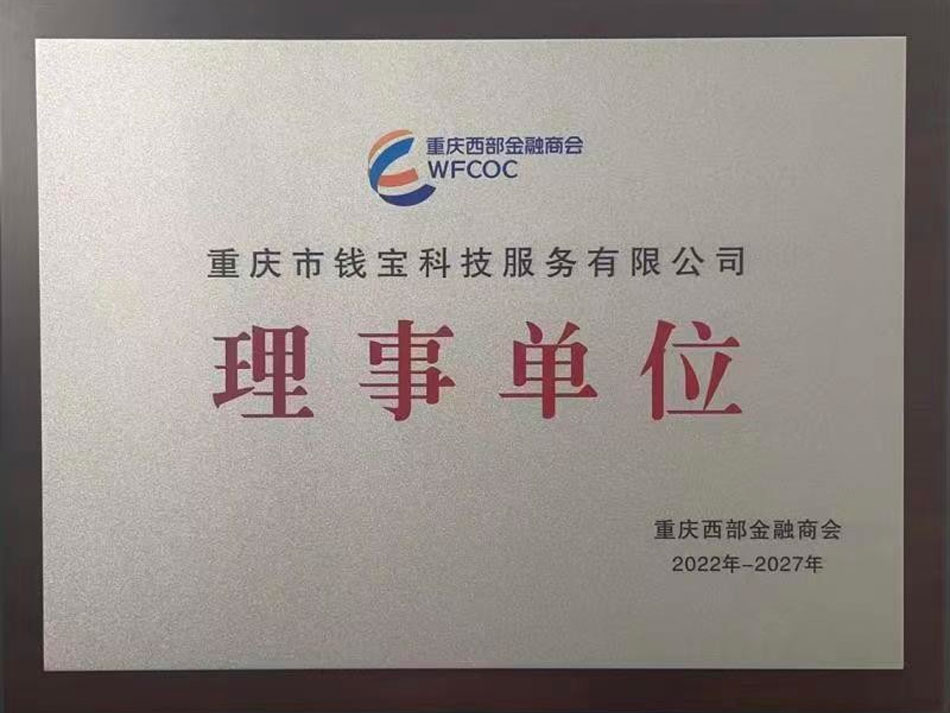 重庆西部金融商会
WFCOC
重庆市钱宝科技服务有限公司
理事单位
重庆西部金融商会
2022年-2027年